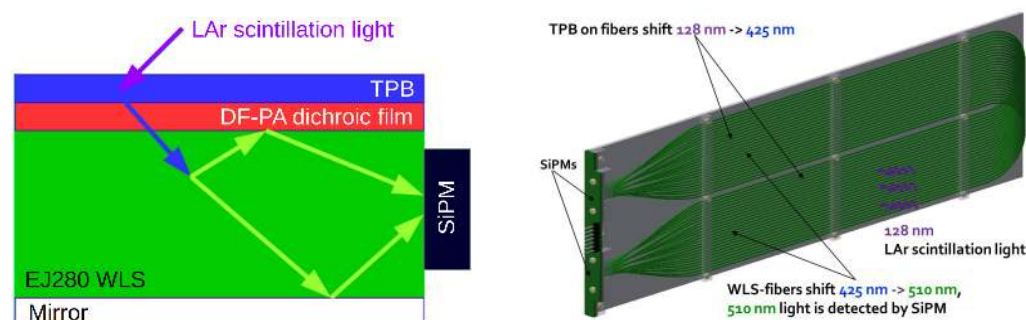 LAr scintillation light
TPB
DF-PA dichroic film
SiPM
EJ280 WLS
Mirror
TPB on fibers shift 128 nm -> 425 nm
SiPMs
128 nm
LAr scintillation light
WLS-fibers shift 425 nm -> 510 nm,
510 nm light is detected by SiPM